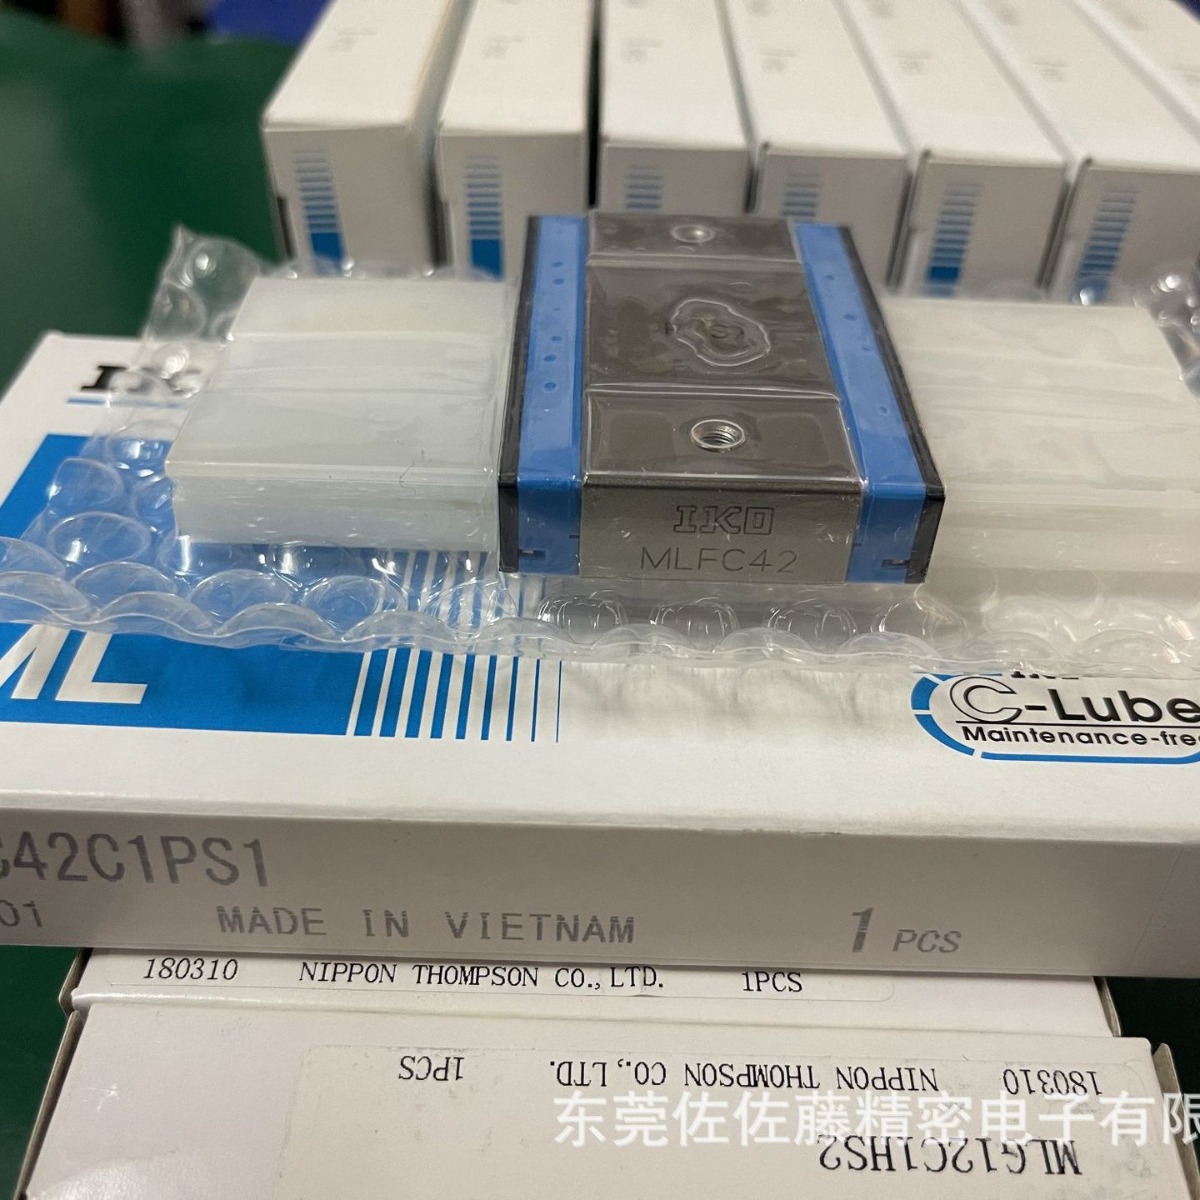 IKO
MLFC42
ML
C-Lube
Maintenance-free
C42C1PS1
01 MADE IN VIETNAM 1 PCS
180310 NIPPON THOMPSON CO., LTD. 1PCS
180310 NIPPON THOMPSON CO., LTD. 1PCS
MLG12C1HS2
东莞佐佐藤精密电子有限